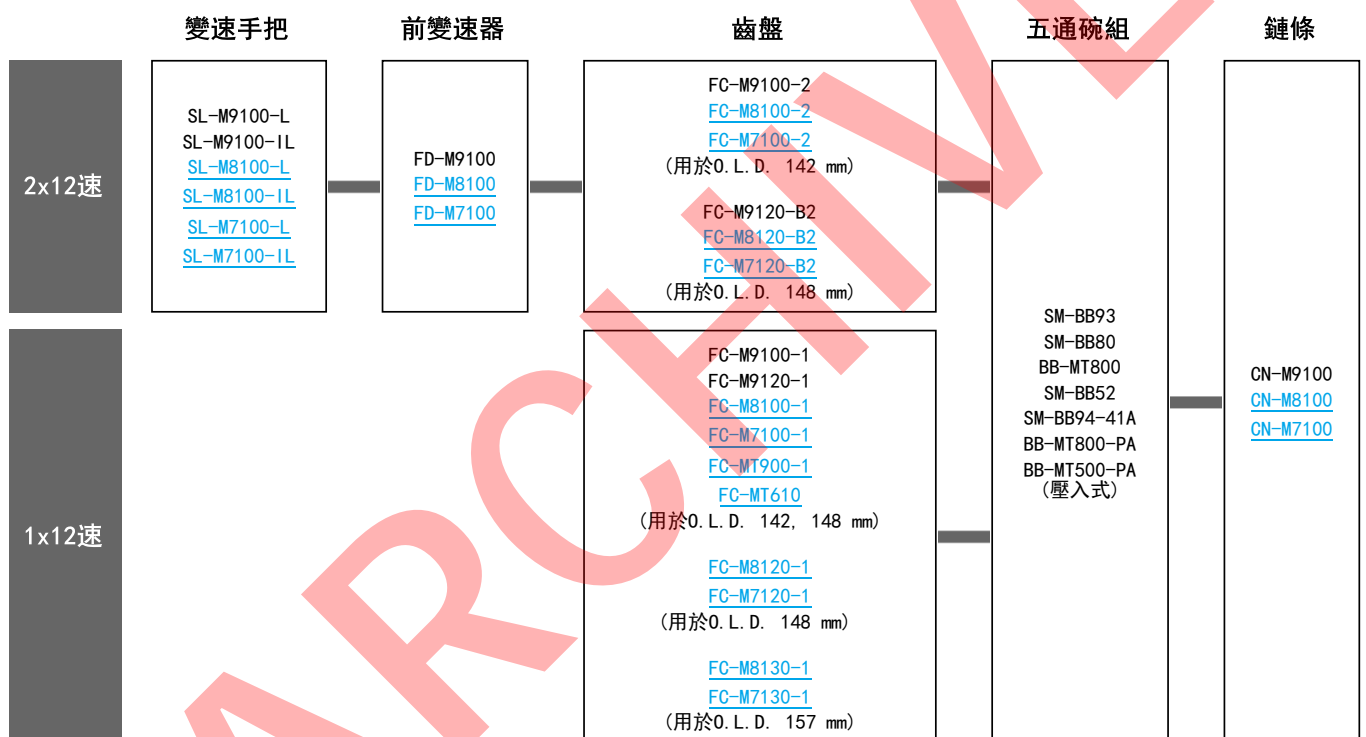 變速手把
前變速器
齒盤
五通碗組
鏈條
2x12速
SL-M9100-L
SL-M9100-IL
SL-M8100-L
SL-M8100-IL
SL-M7100-L
SL-M7100-IL
FD-M9100
FD-M8100
FD-M7100
FC-M9100-2
FC-M8100-2
FC-M7100-2
(用於O.L.D. 142 mm)
FC-M9120-B2
FC-M8120-B2
FC-M7120-B2
(用於O.L.D. 148 mm)
1x12速
FC-M9100-1
FC-M9120-1
FC-M8100-1
FC-M7100-1
FC-MT900-1
FC-MT610
(用於O.L.D. 142, 148 mm)
FC-M8120-1
FC-M7120-1
(用於O.L.D. 148 mm)
FC-M8130-1
FC-M7130-1
(用於O.L.D. 157 mm)
SM-BB93
SM-BB80
BB-MT800
SM-BB52
SM-BB94-41A
BB-MT800-PA
BB-MT500-PA
(壓入式)
CN-M9100
CN-M8100
CN-M7100
ARCHIVE